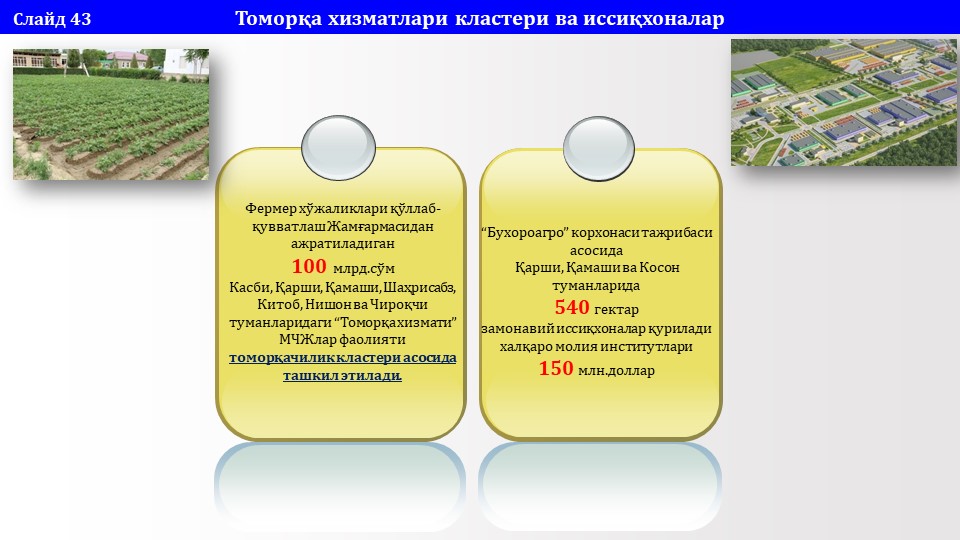 Слайд 43
Томорқа хизматлари кластери ва иссиқхоналар
Фермер хўжаликлари қўллаб-
қувватлаш Жамғармасидан
ажратиладиган
100 млрд.сўм
Касби, Қарши, Қамаши, Шаҳрисабз,
Китоб, Нишон ва Чироқчи
туманларидаги “Томорқа хизмати”
МЧЖлар фаолияти
томорқачилик кластери асосида
ташкил этилади.
“Бухороагро” корхонаси тажрибаси
асосида
Қарши, Қамаши ва Косон
туманларида
540 гектар
замонавий иссиқхоналар қурилади
халқаро молия институтлари
150 млн.доллар